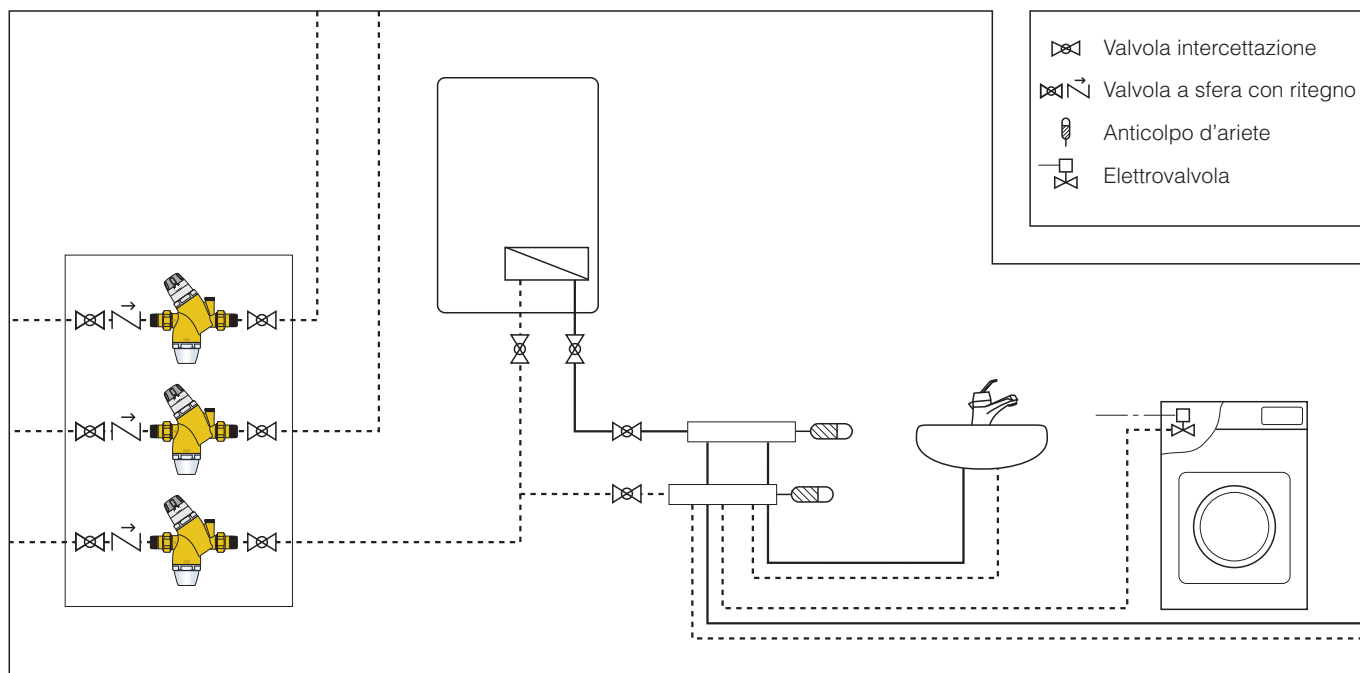 Valvola intercettazione
Valvola a sfera con ritegno
Anticolpo d'ariete
Elettrovalvola